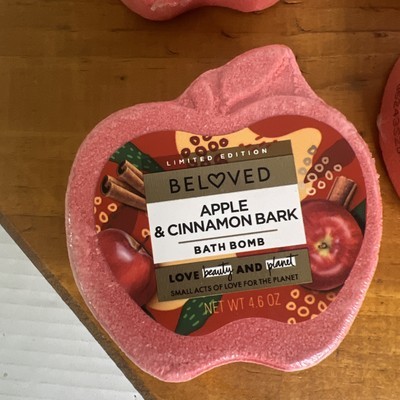 LIMITED EDITION
BELOVED
APPLE
& CINNAMON BARK
BATH BOMB
LOVE beauty AND planet
SMALL ACTS OF LOVE FOR THE PLANET
NET WT 4.6 OZ